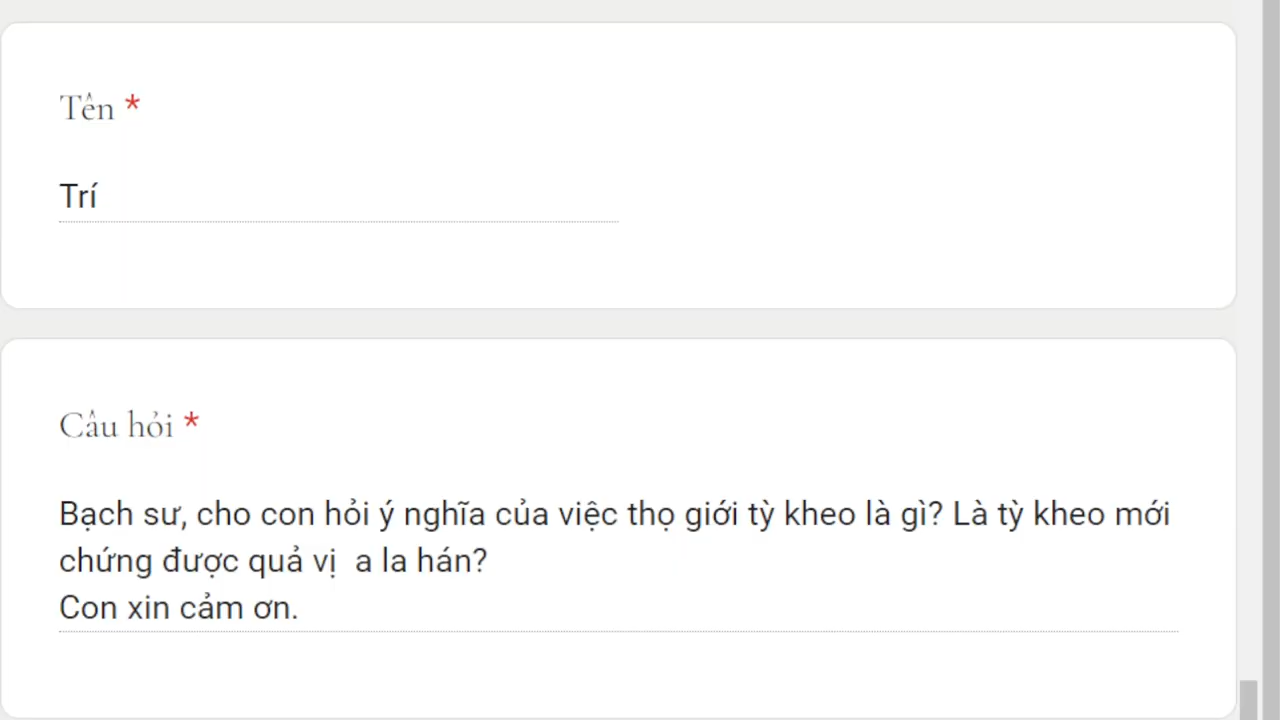 Tên *
Trí
Câu hỏi *
Bạch sư, cho con hỏi ý nghĩa của việc thọ giới tỳ kheo là gì? Là tỳ kheo mới
chứng được quả vị  a la hán?
Con xin cảm ơn.